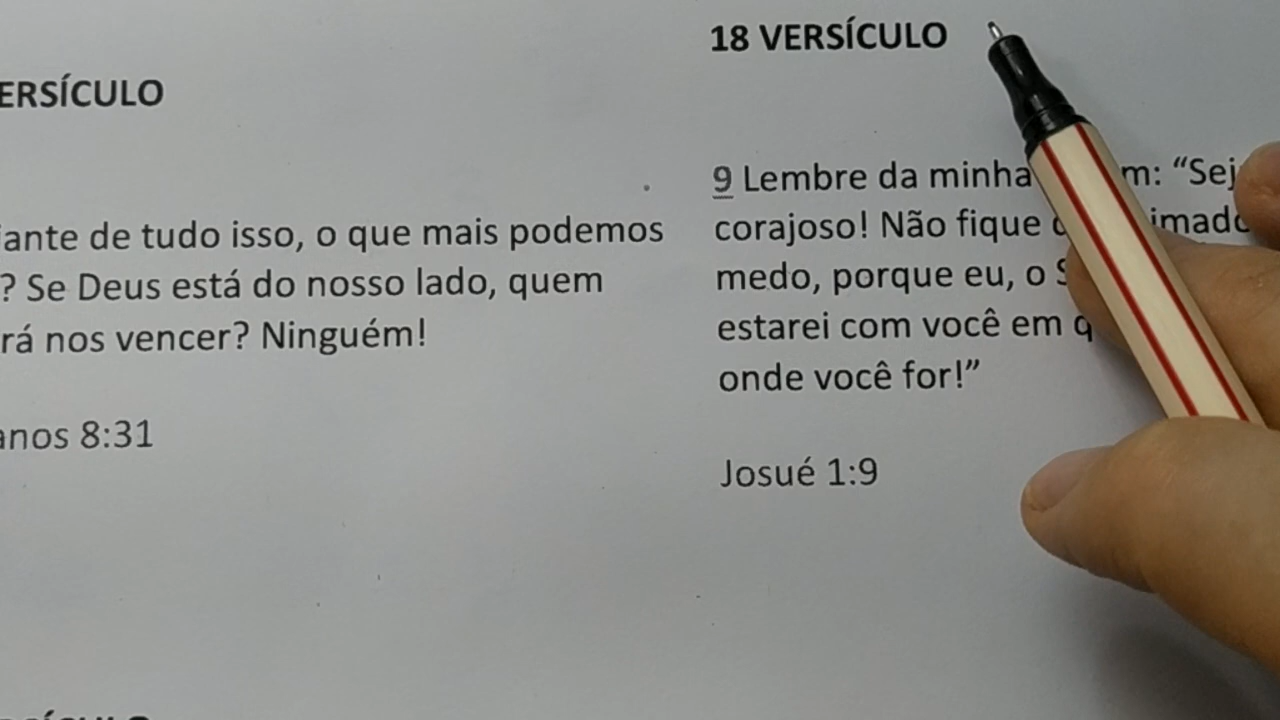 ERSÍCULO
iante de tudo isso, o que mais podemos
? Se Deus está do nosso lado, quem
rá nos vencer? Ninguém!
anos 8:31
18 VERSÍCULO
9 Lembre da minha m: “Sej
corajoso! Não fique imado
medo, porque eu, o S
estarei com você em q
onde você for!”
Josué 1:9